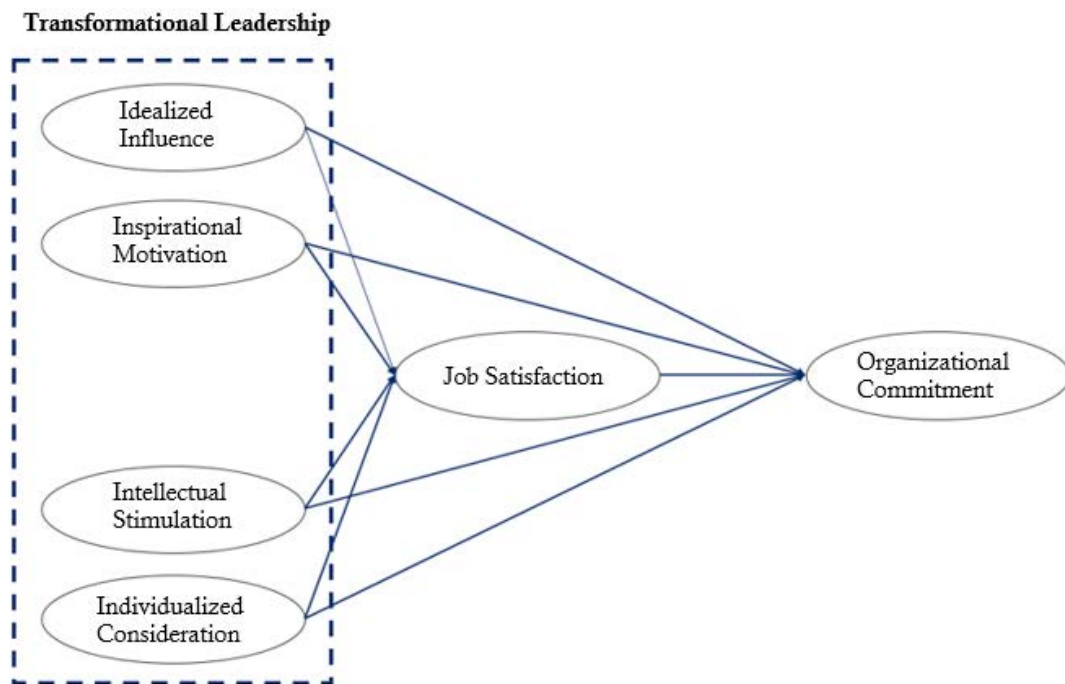 Transformational Leadership
Idealized
Influence
Inspirational
Motivation
Job Satisfaction
Organizational
Commitment
Intellectual
Stimulation
Individualized
Consideration